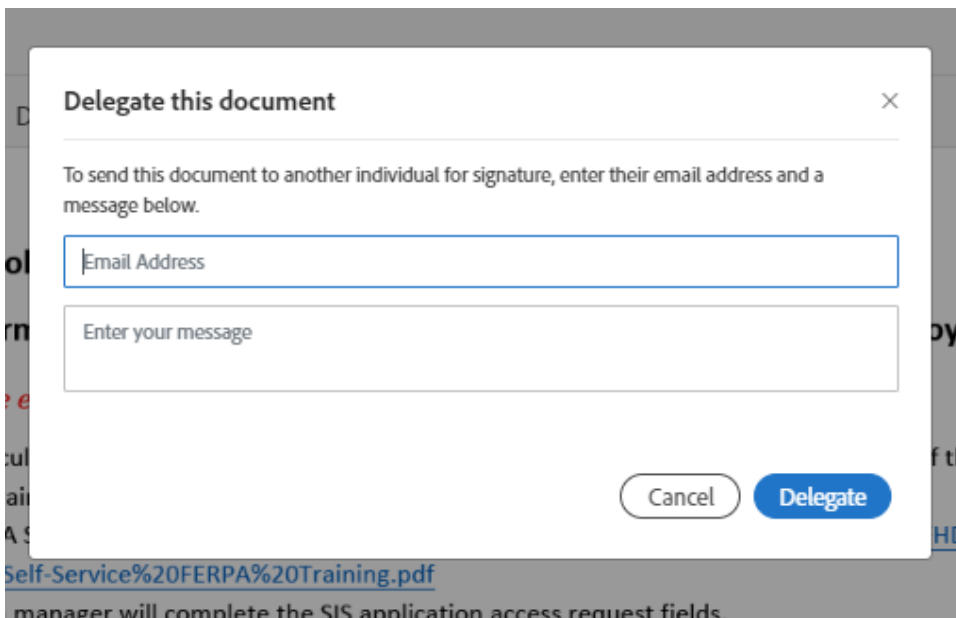 Delegate this document
To send this document to another individual for signature, enter their email address and a
message below.
Email Address
Enter your message
Cancel Delegate
Self-Service%20FERPA%20Training.pdf
manager will complete the SIS application access request fields